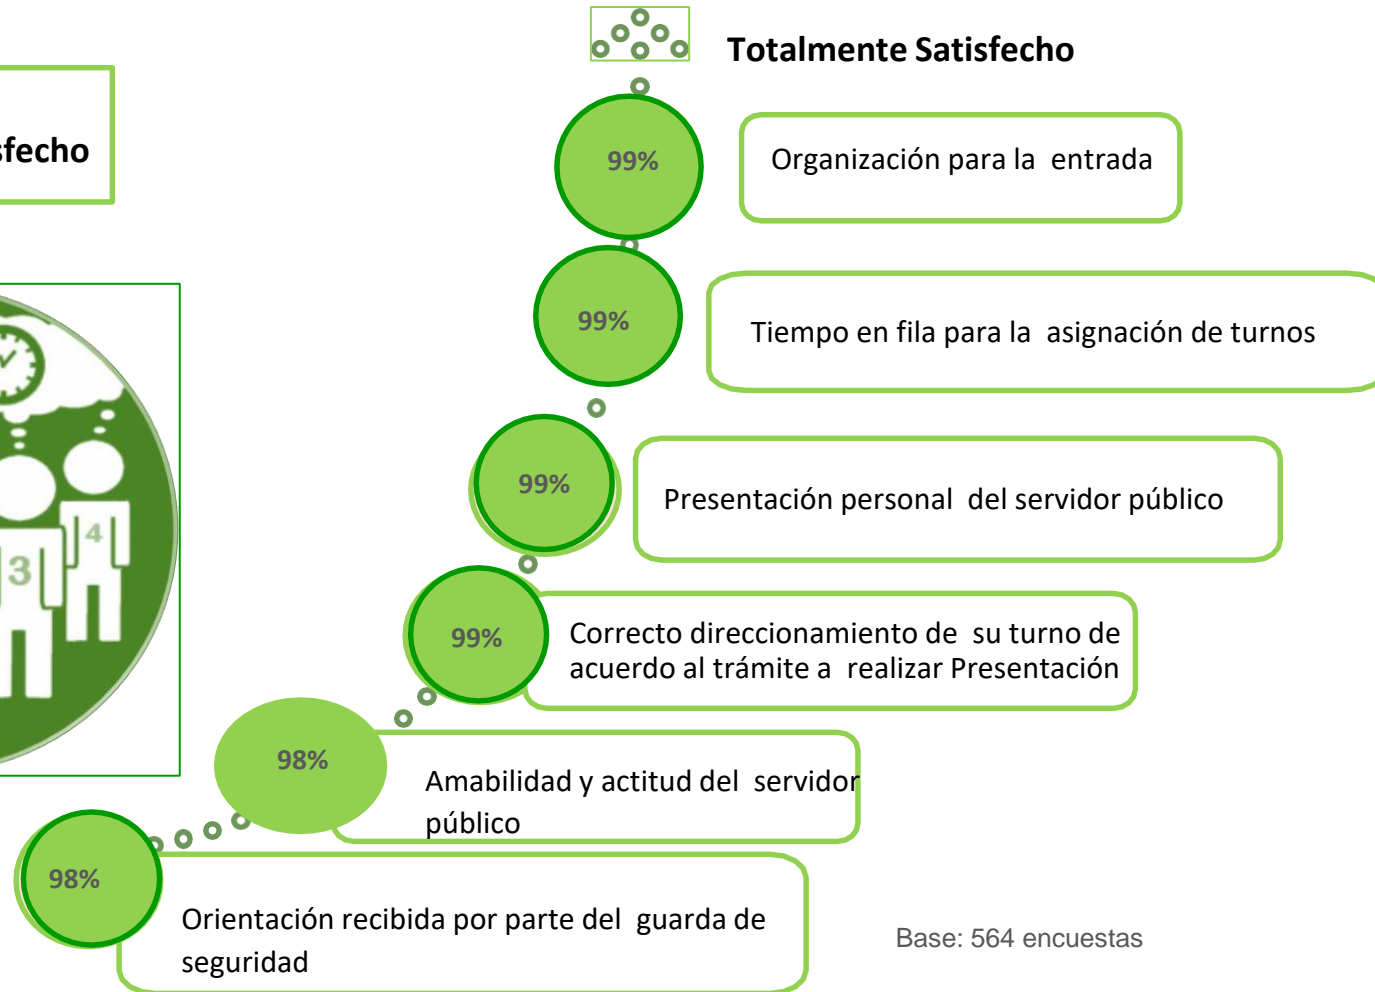 Totalmente Satisfecho
sfecho
99%
Organización para la entrada
99%
Tiempo en fila para la asignación de turnos
99%
Presentación personal del servidor público
99%
Correcto direccionamiento de su turno de
acuerdo al trámite a realizar Presentación
3
4
98%
Amabilidad y actitud del servidor
público
98%
Orientación recibida por parte del guarda de
seguridad
Base: 564 encuestas